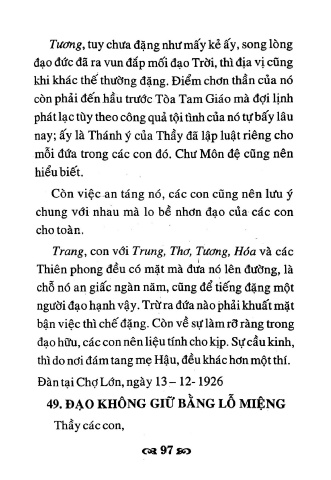 Tương, tuy chưa đặng như mấy kẻ ấy, song lòng
đạo đức đã ra vun đắp mối đạo Trời, thì địa vị cũng
khi khác thế thường đặng. Điểm chơn thần của nó
còn phải đến hầu trước Tòa Tam Giáo mà đợi lịnh
phát lạc tùy theo công quả tội tình của nó tự bấy lâu
nay; ấy là Thánh ý của Thầy đã lập luật riêng cho
mỗi đứa trong các con đó. Chư Môn đệ cũng nên
hiểu biết.
Còn việc an táng nó, các con cũng nên lưu ý
chung với nhau mà lo bề nhơn đạo của các con
cho toàn.
Trang, con với Trung, Thơ, Tương, Hóa và các
Thiên phong đều có mặt mà đưa nó lên đường, là
chỗ nó an giấc ngàn năm, cũng để tiếng đặng một
người đạo hạnh vậy. Trừ ra đứa nào phải khuất mặt
bận việc thì chế đặng. Còn về sự làm rỡ ràng trong
đạo hữu, các con nên liệu tính cho kịp. Sự cầu kinh,
thì do nơi đám tang mẹ Hậu, đều khác hơn một thí.
Đàn tại Chợ Lớn, ngày 13 – 12- 1926
49. ĐẠO KHÔNG GIỮ BẰNG LỖ MIỆNG
Thầy các con,
97